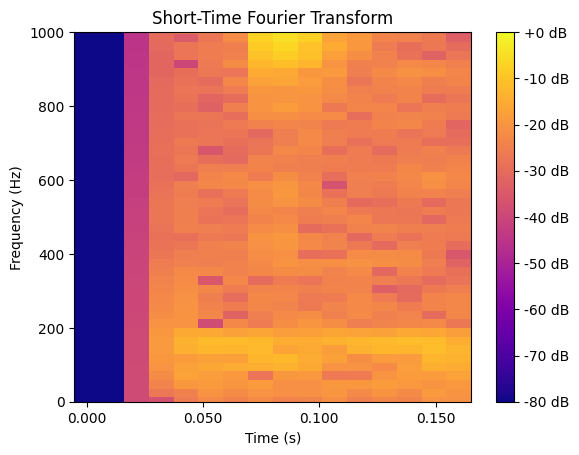 Short-Time Fourier Transform
1000
800
600
400
200
0
Frequency (Hz)
0.000
0.050
0.100
0.150
Time (s)
+0 dB
-10 dB
-20 dB
-30 dB
-40 dB
-50 dB
-60 dB
-70 dB
-80 dB